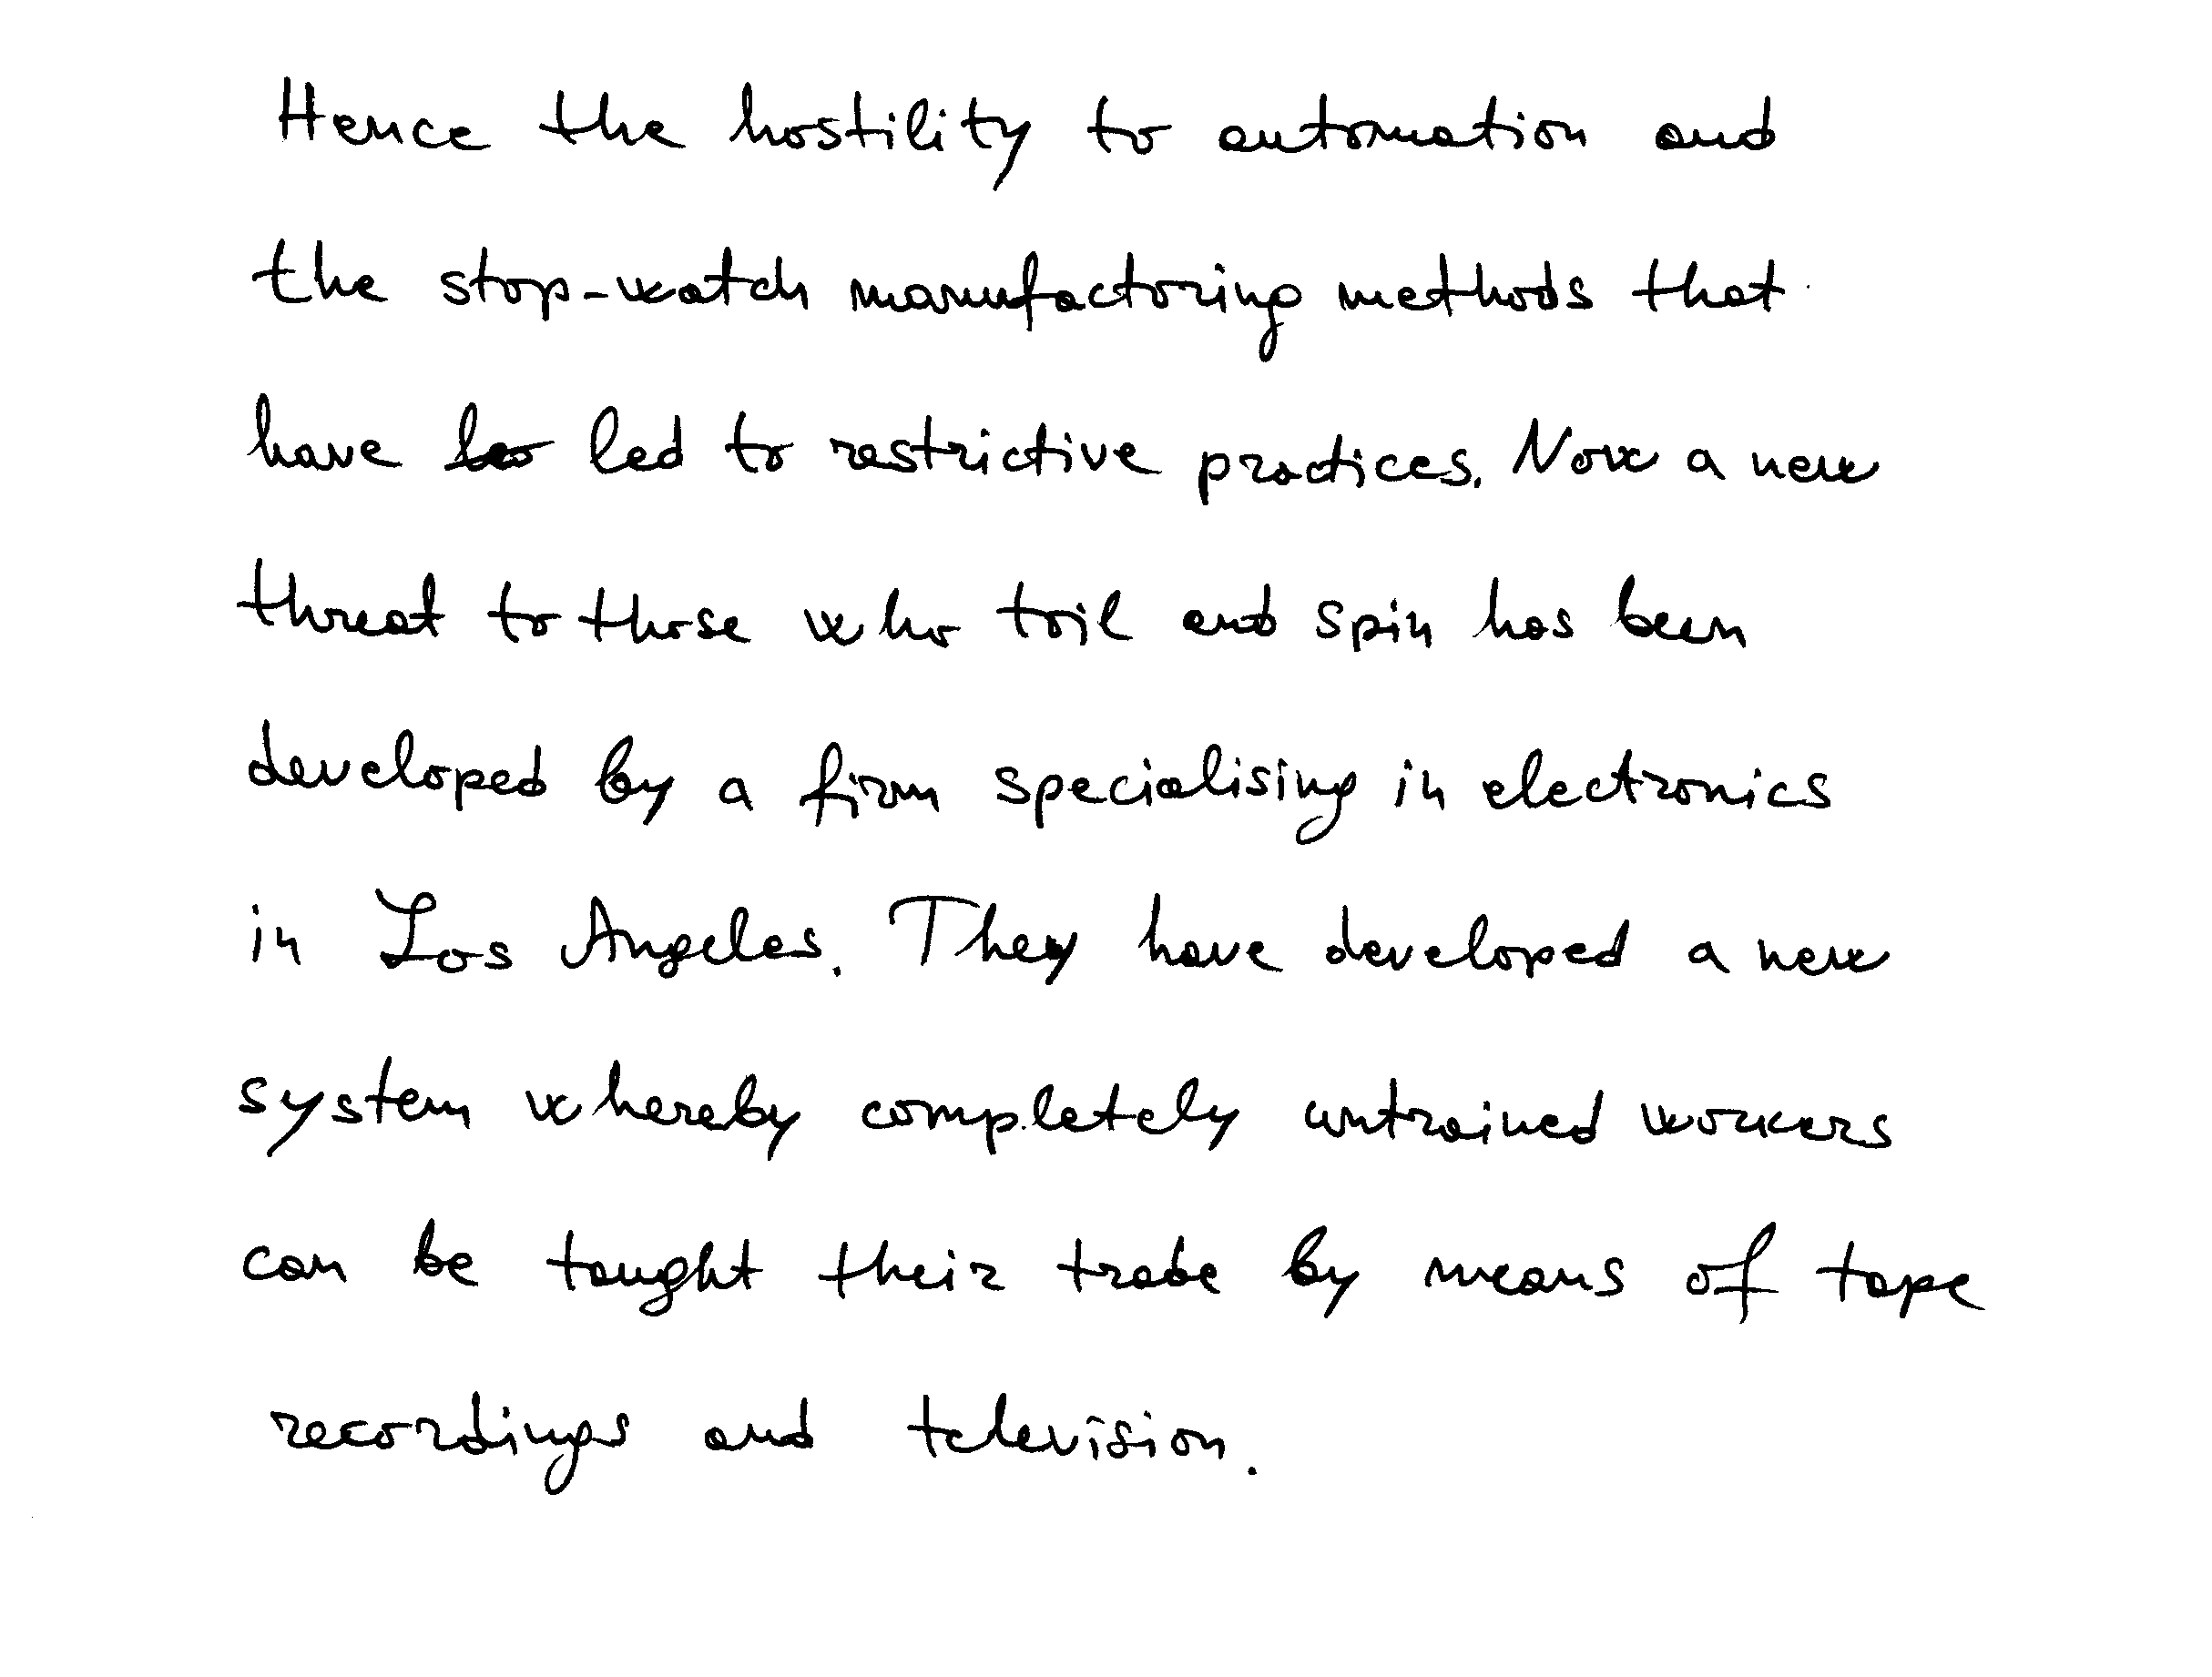 Hence the hostility to automation and
the stop-watch manufactoring methods that
have led to restrictive practices. Now a new
threat to those who toil and spin has been
developed by a firm specialising in electronics
in Los Angeles. They have developed a new
system whereby completely untrained workers
can be taught their trade by means of tape
recordings and television.